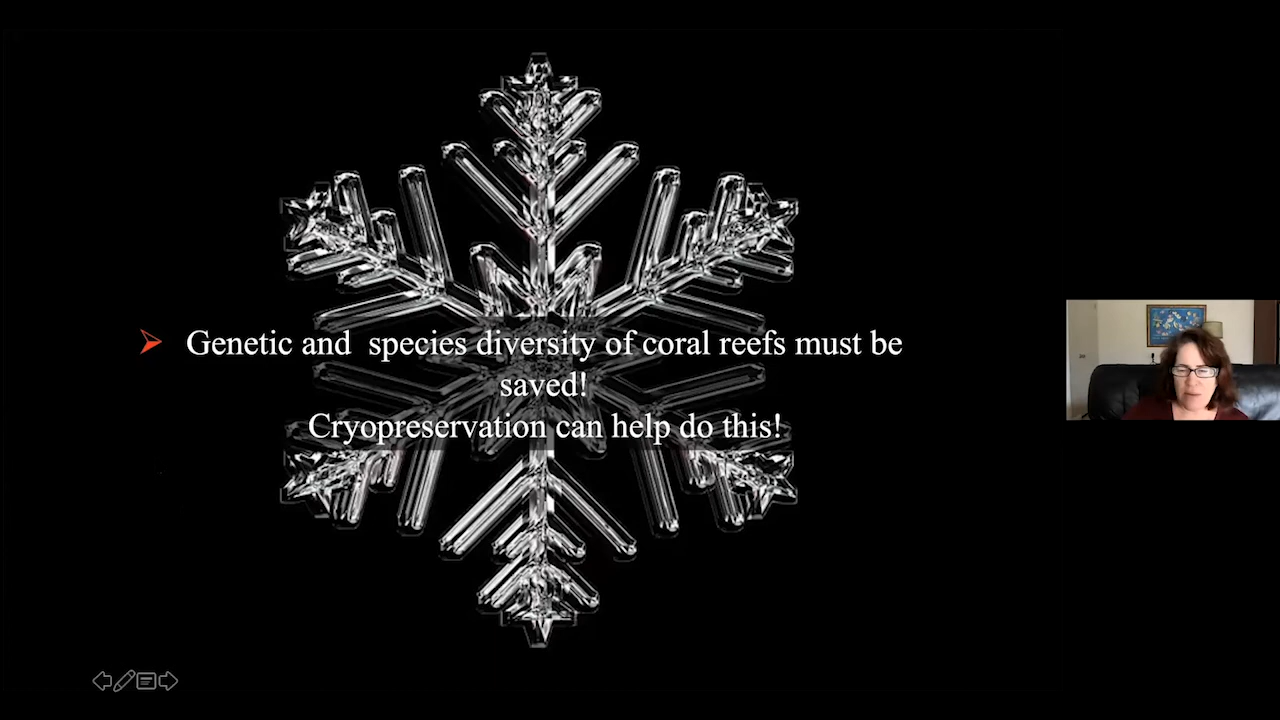 Genetic and  species diversity of coral reefs must be
saved!
Cryopreservation can help do this!